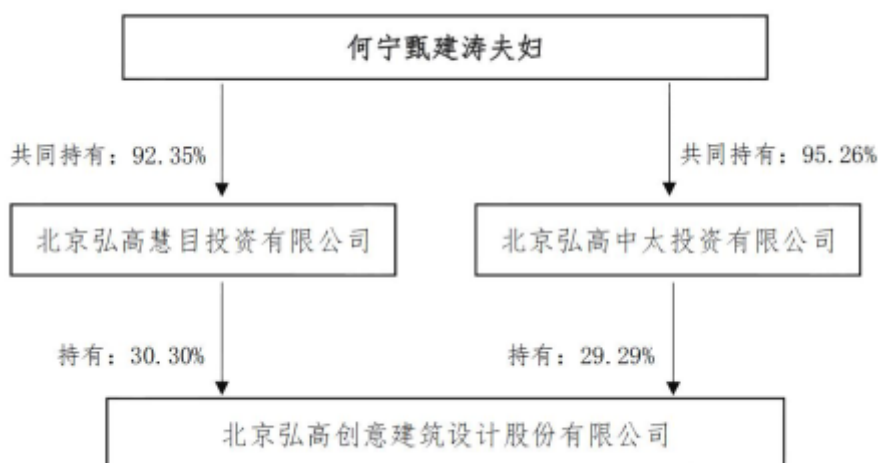 何宁甄建涛夫妇
共同持有：92.35%
共同持有：95.26%
北京弘高慧目投资有限公司
北京弘高中太投资有限公司
持有：30.30%
持有：29.29%
北京弘高创意建筑设计股份有限公司